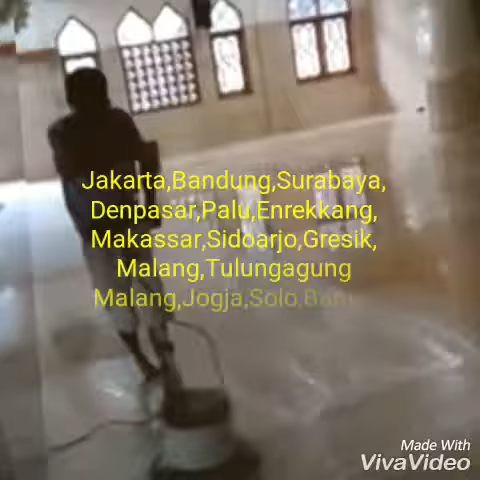 Jakarta,Bandung,Surabaya,
Denpasar,Palu,Enrekkang,
Makassar,Sidoarjo,Gresik,
Malang,Tulungagung
Malang,Jogja,Solo,
Made With
VivaVideo